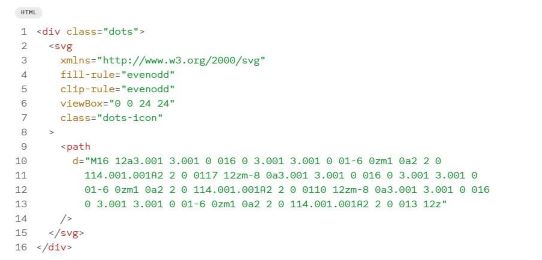 HTML
1 <div class="dots">
2 <svg
3 xmlns="http://www.w3.org/2000/svg"
4 fill-rule="evenodd"
5 clip-rule="evenodd"
6 viewBox="0 0 24 24"
7 class="dots-icon"
8 >
9 <path
10 d="M16 12a3.001 3.001 0 016 0 3.001 3.001 0 01-6 0zm1 0a2 2 0
11 114.001.001A2 2 0 0117 12zm-8 0a3.001 3.001 0 016 0 3.001 3.001 0
12 01-6 0zm1 0a2 2 0 114.001.001A2 2 0 0110 12zm-8 0a3.001 3.001 0 016
13 0 3.001 3.001 0 01-6 0zm1 0a2 2 0 114.001.001A2 2 0 013 12z"
14 />
15 </svg>
16 </div>